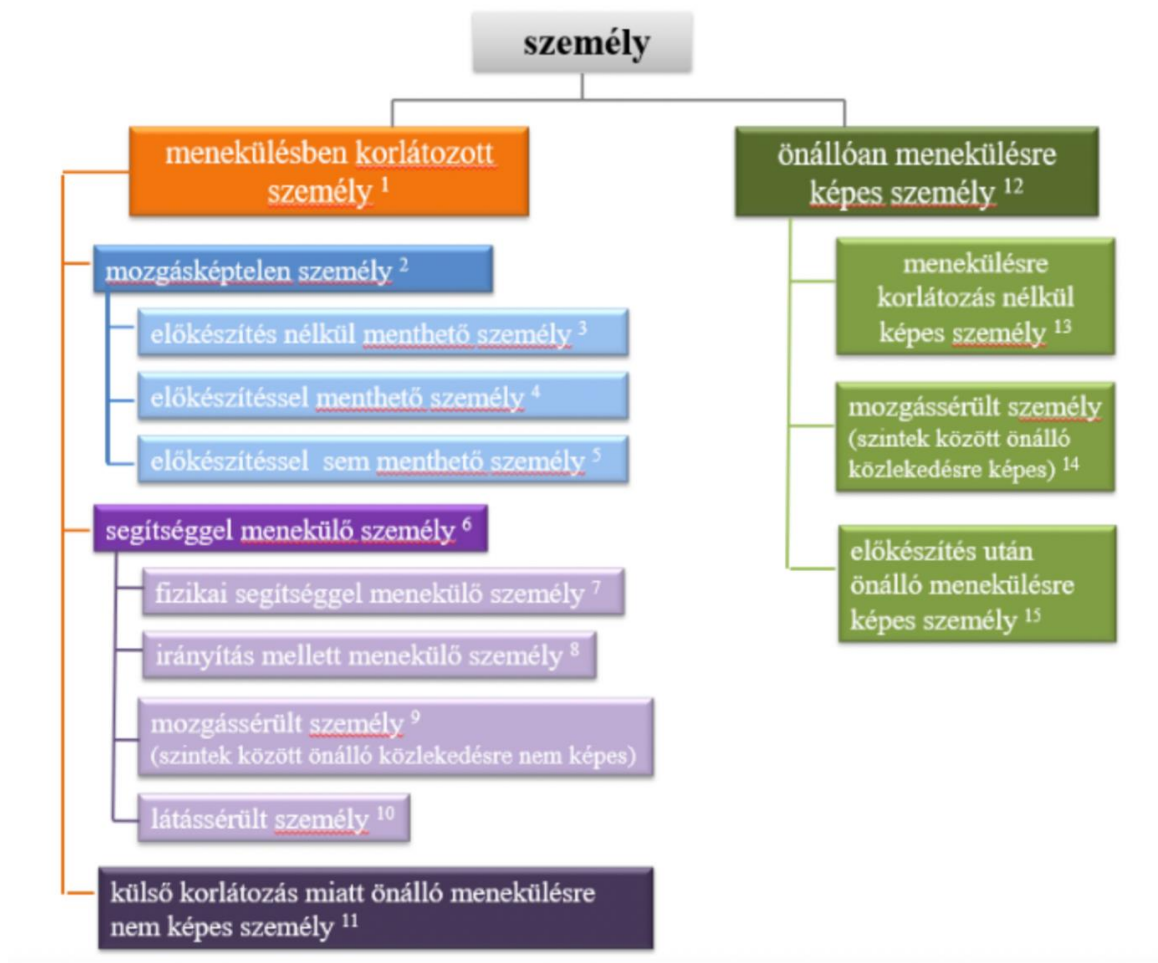 személy
menekülésben korlátozott
személy 1
mozgásképtelen személy 2
előkészítés nélkül menthető személy 3
előkészítéssel menthető személy 4
előkészítéssel sem menthető személy 5
segítséggel menekülő személy 6
fizikai segítséggel menekülő személy 7
irányítás mellett menekülő személy 8
mozgássérült személy 9
(szintek között önálló közlekedésre nem képes)
látássérült személy 10
külső korlátozás miatt önálló menekülésre
nem képes személy 11
önállóan menekülésre
képes személy 12
menekülésre
korlátozás nélkül
képes személy 13
mozgássérült személy
(szintek között önálló
közlekedésre képes) 14
előkészítés után
önálló menekülésre
képes személy 15